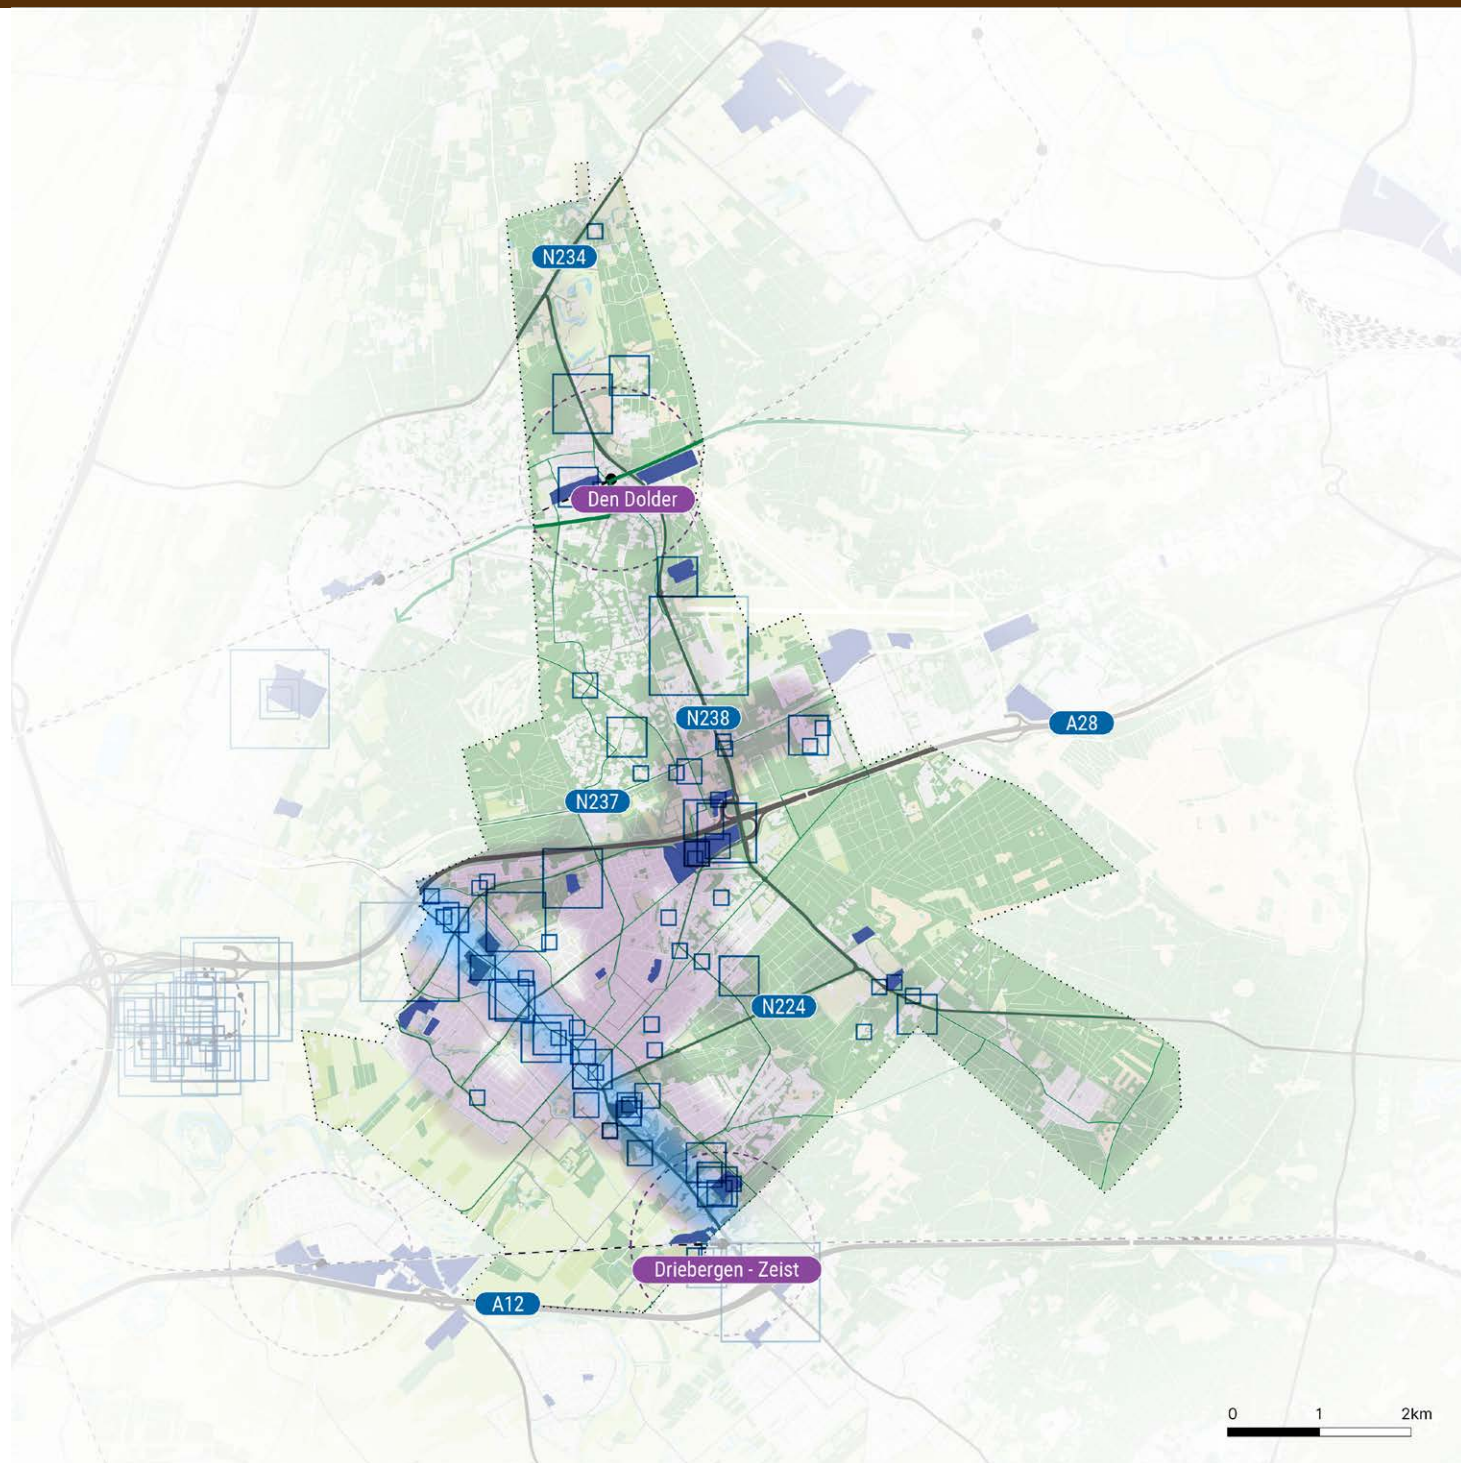 N234
Den Dolder
N238
A28
N237
N224
Driebergen - Zeist
A12
0 1 2km